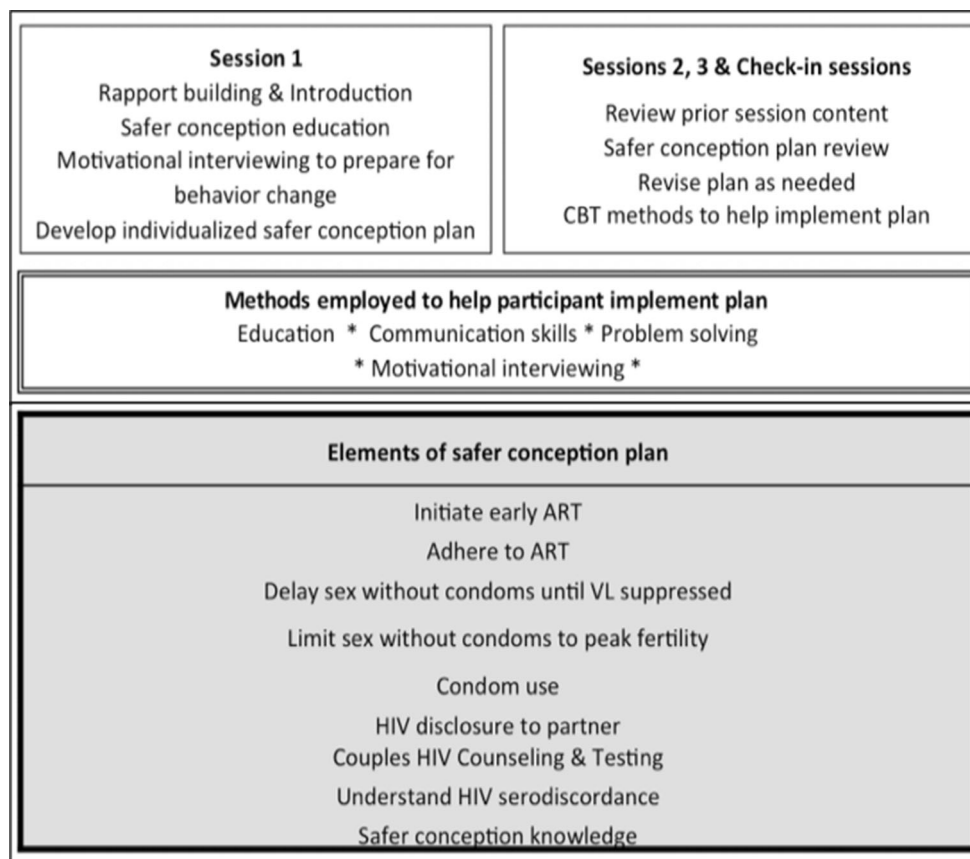 Session 1
Rapport building & Introduction
Safer conception education
Motivational interviewing to prepare for
behavior change
Develop individualized safer conception plan
Sessions 2, 3 & Check-in sessions
Review prior session content
Safer conception plan review
Revise plan as needed
CBT methods to help implement plan
Methods employed to help participant implement plan
Education * Communication skills * Problem solving
* Motivational interviewing *
Elements of safer conception plan
Initiate early ART
Adhere to ART
Delay sex without condoms until VL suppressed
Limit sex without condoms to peak fertility
Condom use
HIV disclosure to partner
Couples HIV Counseling & Testing
Understand HIV serodiscordance
Safer conception knowledge